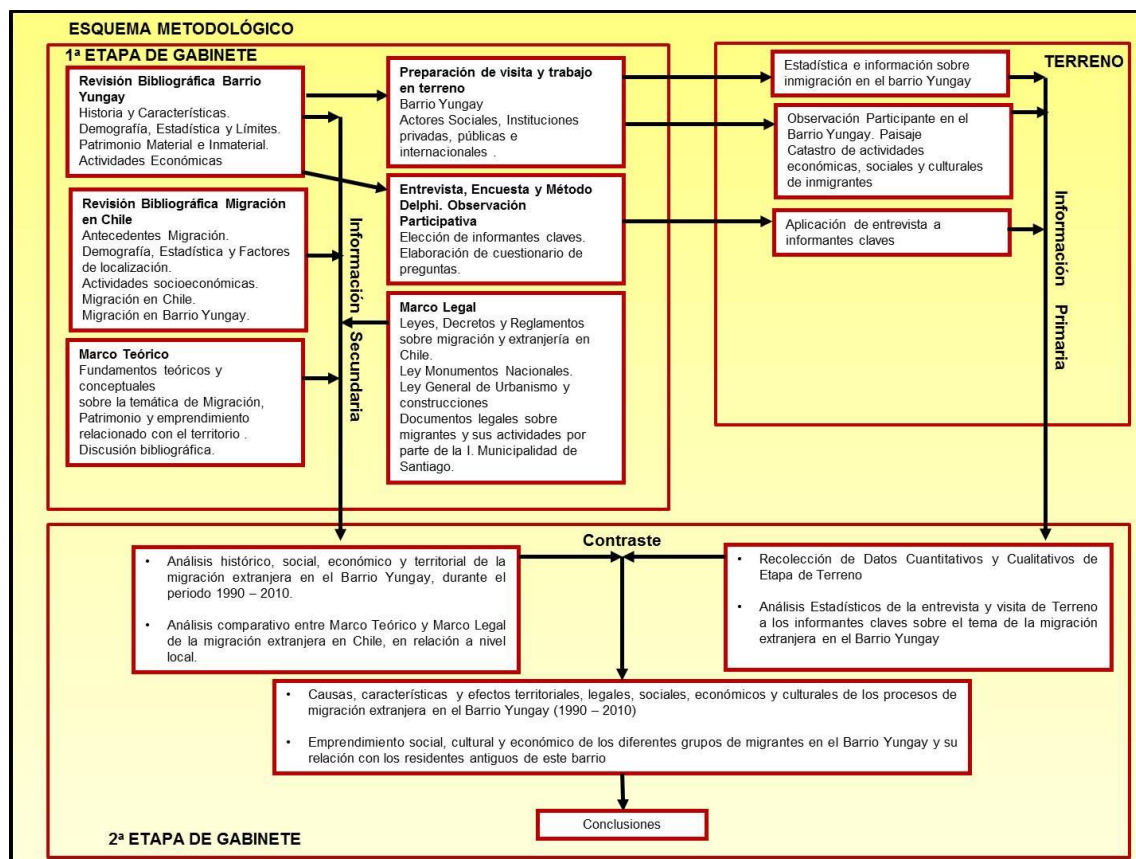 ESQUEMA METODOLÓGICO
1ª ETAPA DE GABINETE
Revisión Bibliográfica Barrio
Yungay
Historia y Características.
Demografía, Estadística y Límites.
Patrimonio Material e Inmaterial.
Actividades Económicas
Revisión Bibliográfica Migración
en Chile
Antecedentes Migración.
Demografía, Estadística y Factores
de localización.
Actividades socioeconómicas.
Migración en Chile.
Migración en Barrio Yungay.
Marco Teórico
Fundamentos teóricos y
conceptuales
sobre la temática de Migración,
Patrimonio y emprendimiento
relacionado con el territorio .
Discusión bibliográfica.
Información Secundaria
Preparación de visita y trabajo
en terreno
Barrio Yungay
Actores Sociales, Instituciones
privadas, públicas e
internacionales .
Entrevista, Encuesta y Método
Delphi. Observación
Participativa
Elección de informantes claves.
Elaboración de cuestionario de
preguntas.
Marco Legal
Leyes, Decretos y Reglamentos
sobre migración y extranjería en
Chile.
Ley Monumentos Nacionales.
Ley General de Urbanismo y
construcciones
Documentos legales sobre
migrantes y sus actividades por
parte de la I. Municipalidad de
Santiago.
TERRENO
Estadística e información sobre
inmigración en el barrio Yungay
Observación Participante en el
Barrio Yungay. Paisaje
Catastro de actividades
económicas, sociales y culturales
de inmigrantes
Aplicación de entrevista a
informantes claves
Información Primaria
Contraste
• Análisis histórico, social, económico y territorial de la
migración extranjera en el Barrio Yungay, durante el
periodo 1990 – 2010.
• Análisis comparativo entre Marco Teórico y Marco Legal
de la migración extranjera en Chile, en relación a nivel
local.
• Recolección de Datos Cuantitativos y Cualitativos de
Etapa de Terreno
• Análisis Estadísticos de la entrevista y visita de Terreno
a los informantes claves sobre el tema de la migración
extranjera en el Barrio Yungay
• Causas, características y efectos territoriales, legales, sociales, económicos y culturales de los procesos de
migración extranjera en el Barrio Yungay (1990 – 2010)
• Emprendimiento social, cultural y económico de los diferentes grupos de migrantes en el Barrio Yungay y su
relación con los residentes antiguos de este barrio
Conclusiones
2ª ETAPA DE GABINETE